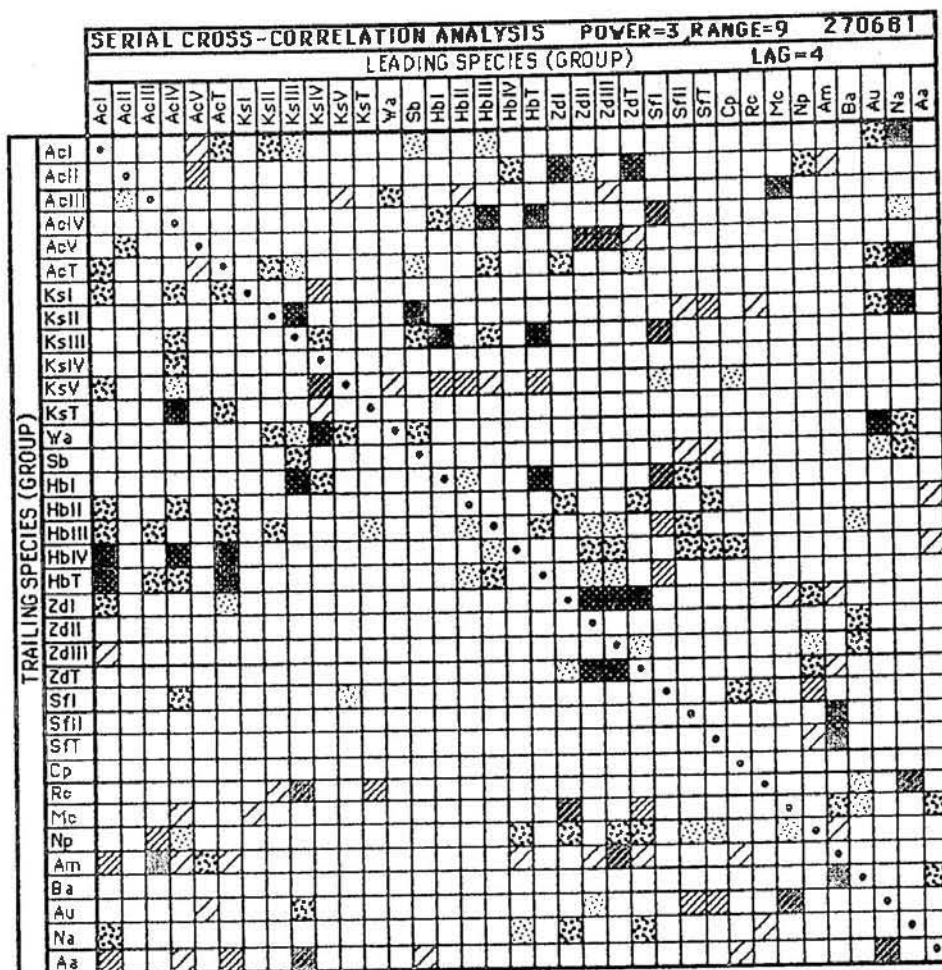 SERIAL CROSS-CORRELATION ANALYSIS POWER=3, RANGE=9 270681
LEADING SPECIES (GROUP) LAG=4
AcI AcII AcIII AcIV AcV AcT KsI KsII KsIII KsIV KsV KsT Wa Sb HbI HbII HbIII HbIV HbT ZdI ZdII ZdIII ZdT SfI SfII SfT Cp Rc Mc Np Am Ba Au Na Aa
TRAILING SPECIES (GROUP)
AcI
AcII
AcIII
AcIV
AcV
AcT
KsI
KsII
KsIII
KsIV
KsV
KsT
Wa
Sb
HbI
HbII
HbIII
HbIV
HbT
ZdI
ZdII
ZdIII
ZdT
SfI
SfII
SfT
Cp
Rc
Mc
Np
Am
Ba
Au
Na
Aa